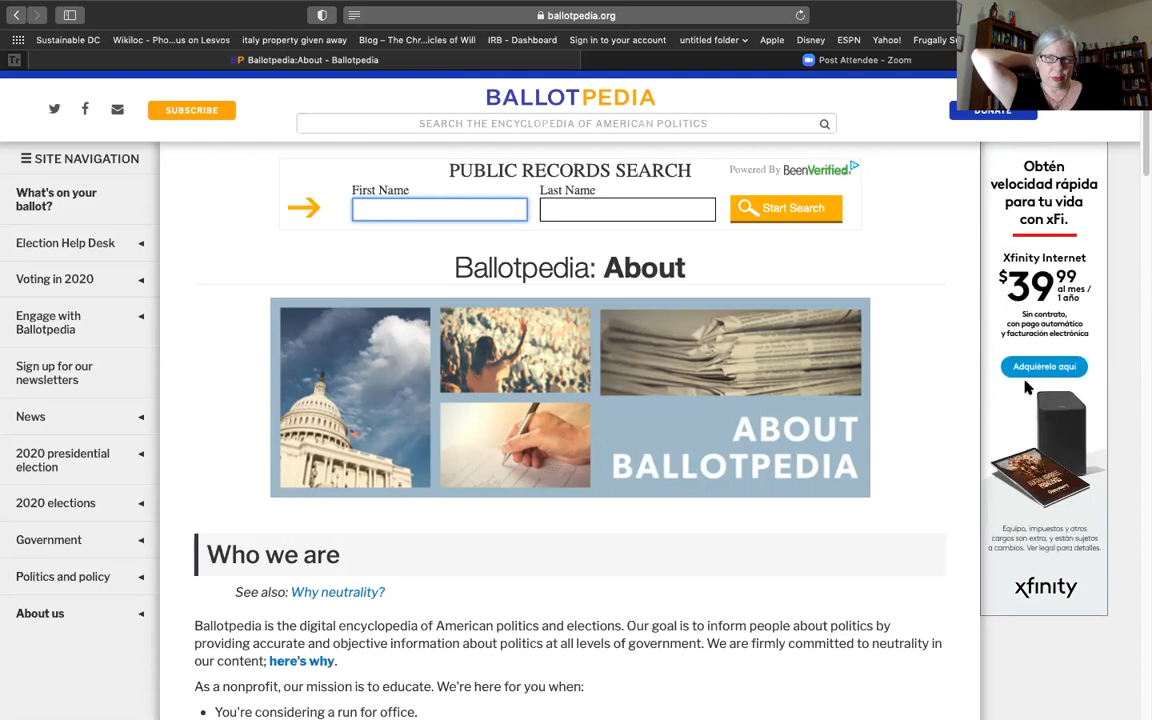 ballotpedia.org
Sustainable DC
Wikiloc - Pho...us on Lesvos
italy property given away
Blog – The Chr...icles of Will
IRB - Dashboard
Sign in to your account
untitled folder
Apple
Disney
ESPN
Yahoo!
Frugally
Ballotpedia:About - Ballotpedia
Post Attendee - Zoom
BALLOTPEDIA
SUBSCRIBE
DONATE
SEARCH THE ENCYCLOPEDIA OF AMERICAN POLITICS
SITE NAVIGATION
What's on your
ballot?
Election Help Desk
Voting in 2020
Engage with
Ballotpedia
Sign up for our
newsletters
News
2020 presidential
election
2020 elections
Government
Politics and policy
About us
PUBLIC RECORDS SEARCH
Powered By BeenVerified
First Name
Last Name
Start Search
Ballotpedia: About
ABOUT
BALLOTPEDIA
Who we are
See also: Why neutrality?
Ballotpedia is the digital encyclopedia of American politics and elections. Our goal is to inform people about politics by
providing accurate and objective information about politics at all levels of government. We are firmly committed to neutrality in
our content; here's why.
As a nonprofit, our mission is to educate. We're here for you when:
• You're considering a run for office.
Obtén
velocidad rápida
para tu vida
con xFi.
Xfinity Internet
$39 99
al mes /
1 año
Sin contrato,
con pago automático
y facturación electrónica
Adquiérelo aquí
Equipo, impuestos y otros
cargos son extra, y están sujetos
a cambios. Ver legal para detalles.
xfinity